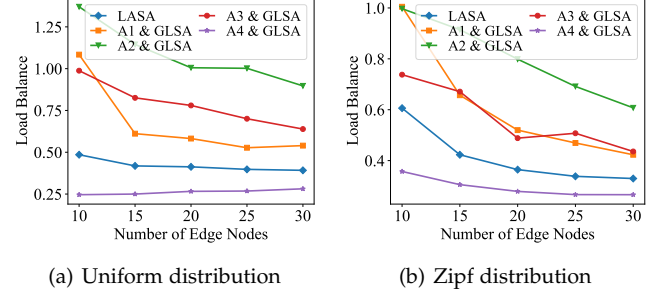 LASA
A1 & GLSA
A2 & GLSA
A3 & GLSA
A4 & GLSA
Load Balance
1.25
1.00
0.75
0.50
0.25
10 15 20 25 30
Number of Edge Nodes
(a) Uniform distribution
LASA
A1 & GLSA
A2 & GLSA
A3 & GLSA
A4 & GLSA
Load Balance
1.0
0.8
0.6
0.4
10 15 20 25 30
Number of Edge Nodes
(b) Zipf distribution